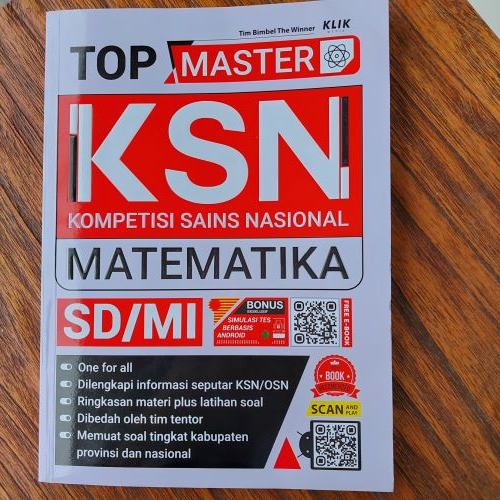 Tim Bimbel The Winner
KLIK
MEDIA
TOP MASTER
KSN
KOMPETISI SAINS NASIONAL
MATEMATIKA
SD/MI
BONUS
SIMULASI TES
BERBASIS
ANDROID
FREE E-BOOK
One for all
Dilengkapi informasi seputar KSN/OSN
Ringkasan materi plus latihan soal
Dibedah oleh tim tentor
Memuat soal tingkat kabupaten
provinsi dan nasional
BOOK
RECOMMENDED
SCAN AND PLAY